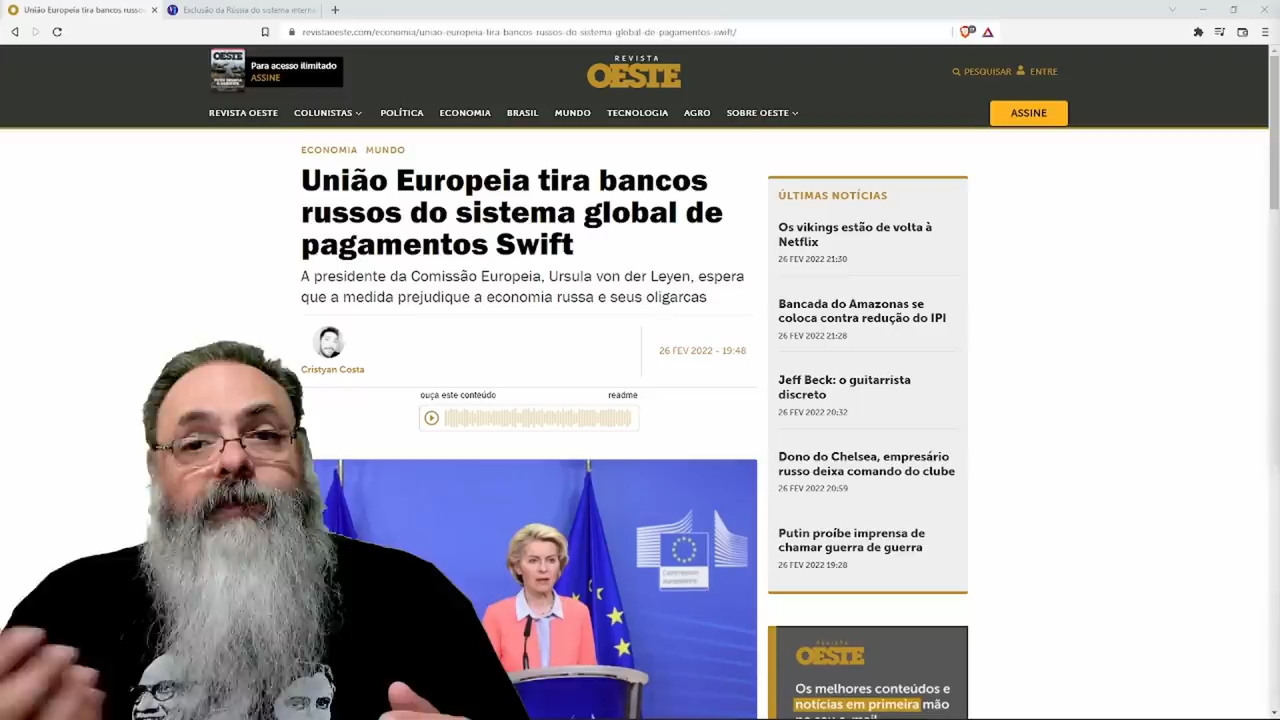 União Europeia tira bancos russo
Exclusão da Rússia do sistema interna
revistaoeste.com/economia/uniao-europeia-tira-bancos-russos-do-sistema-global-de-pagamentos-swift/
OESTE
Para acesso ilimitado
ASSINE
REVISTA
OESTE
PESQUISAR
ENTRE
REVISTA OESTE
COLUNISTAS
POLÍTICA
ECONOMIA
BRASIL
MUNDO
TECNOLOGIA
AGRO
SOBRE OESTE
ASSINE
ECONOMIA MUNDO
União Europeia tira bancos
russos do sistema global de
pagamentos Swift
A presidente da Comissão Europeia, Ursula von der Leyen, espera
que a medida prejudique a economia russa e seus oligarcas
Cristyan Costa
26 FEV 2022 - 19:48
ouça este conteúdo
readme
ÚLTIMAS NOTÍCIAS
Os vikings estão de volta à
Netflix
26 FEV 2022 21:30
Bancada do Amazonas se
coloca contra redução do IPI
26 FEV 2022 21:28
Jeff Beck: o guitarrista
discreto
26 FEV 2022 20:32
Dono do Chelsea, empresário
russo deixa comando do clube
26 FEV 2022 20:59
Putin proíbe imprensa de
chamar guerra de guerra
26 FEV 2022 19:28
REVISTA
OESTE
Os melhores conteúdos e
notícias em primeira mão
no seu e-mail